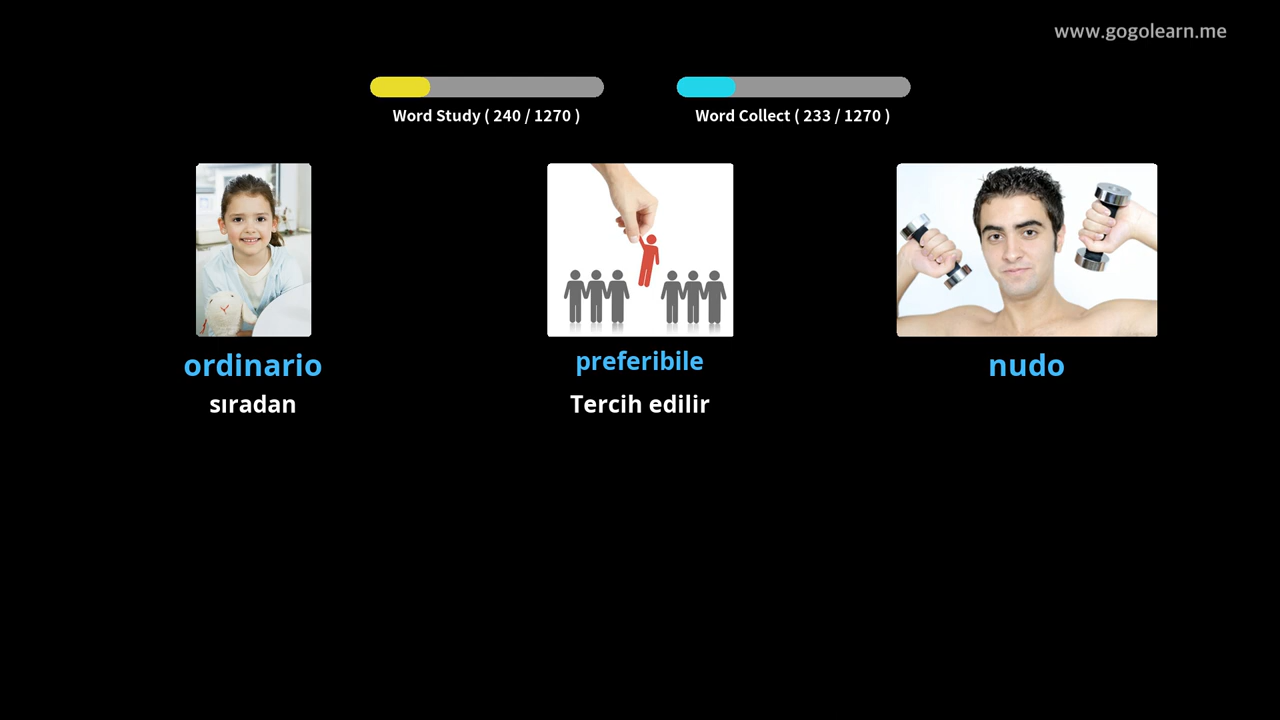 www.gogolearn.me
Word Study ( 240 / 1270 )
Word Collect ( 233 / 1270 )
ordinario
sıradan
preferibile
Tercih edilir
nudo